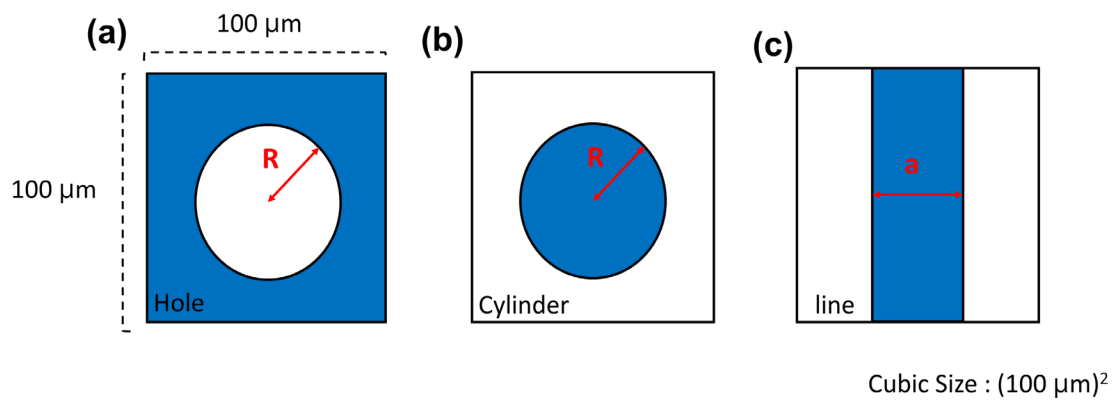 (a)
100 µm
100 µm
R
Hole
(b)
R
Cylinder
(c)
a
line
Cubic Size : (100 µm)²